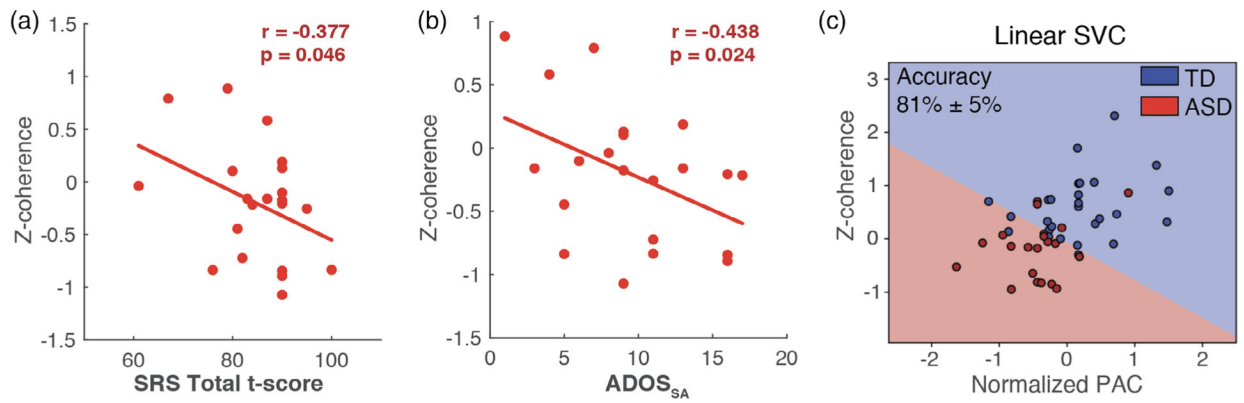 (a)
r = -0.377
p = 0.046
1.5
1
0.5
0
-0.5
-1
-1.5
Z-coherence
60
80
100
SRS Total t-score
(b)
r = -0.438
p = 0.024
1
0.5
0
-0.5
-1
-1.5
Z-coherence
0
5
10
15
20
ADOSSA
(c)
Linear SVC
Accuracy
81% ± 5%
TD
ASD
3
2
1
0
-1
Z-coherence
-2
-1
0
1
2
Normalized PAC